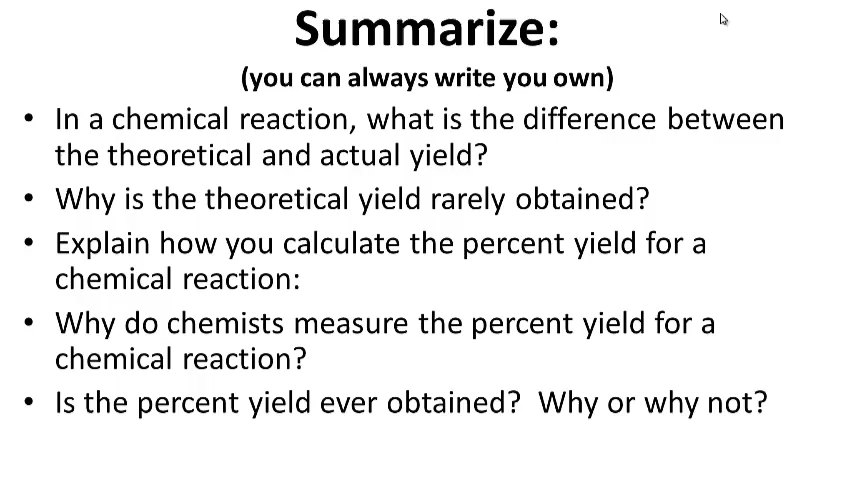 Summarize:
(you can always write you own)
• In a chemical reaction, what is the difference between
the theoretical and actual yield?
• Why is the theoretical yield rarely obtained?
• Explain how you calculate the percent yield for a
chemical reaction:
• Why do chemists measure the percent yield for a
chemical reaction?
• Is the percent yield ever obtained?  Why or why not?